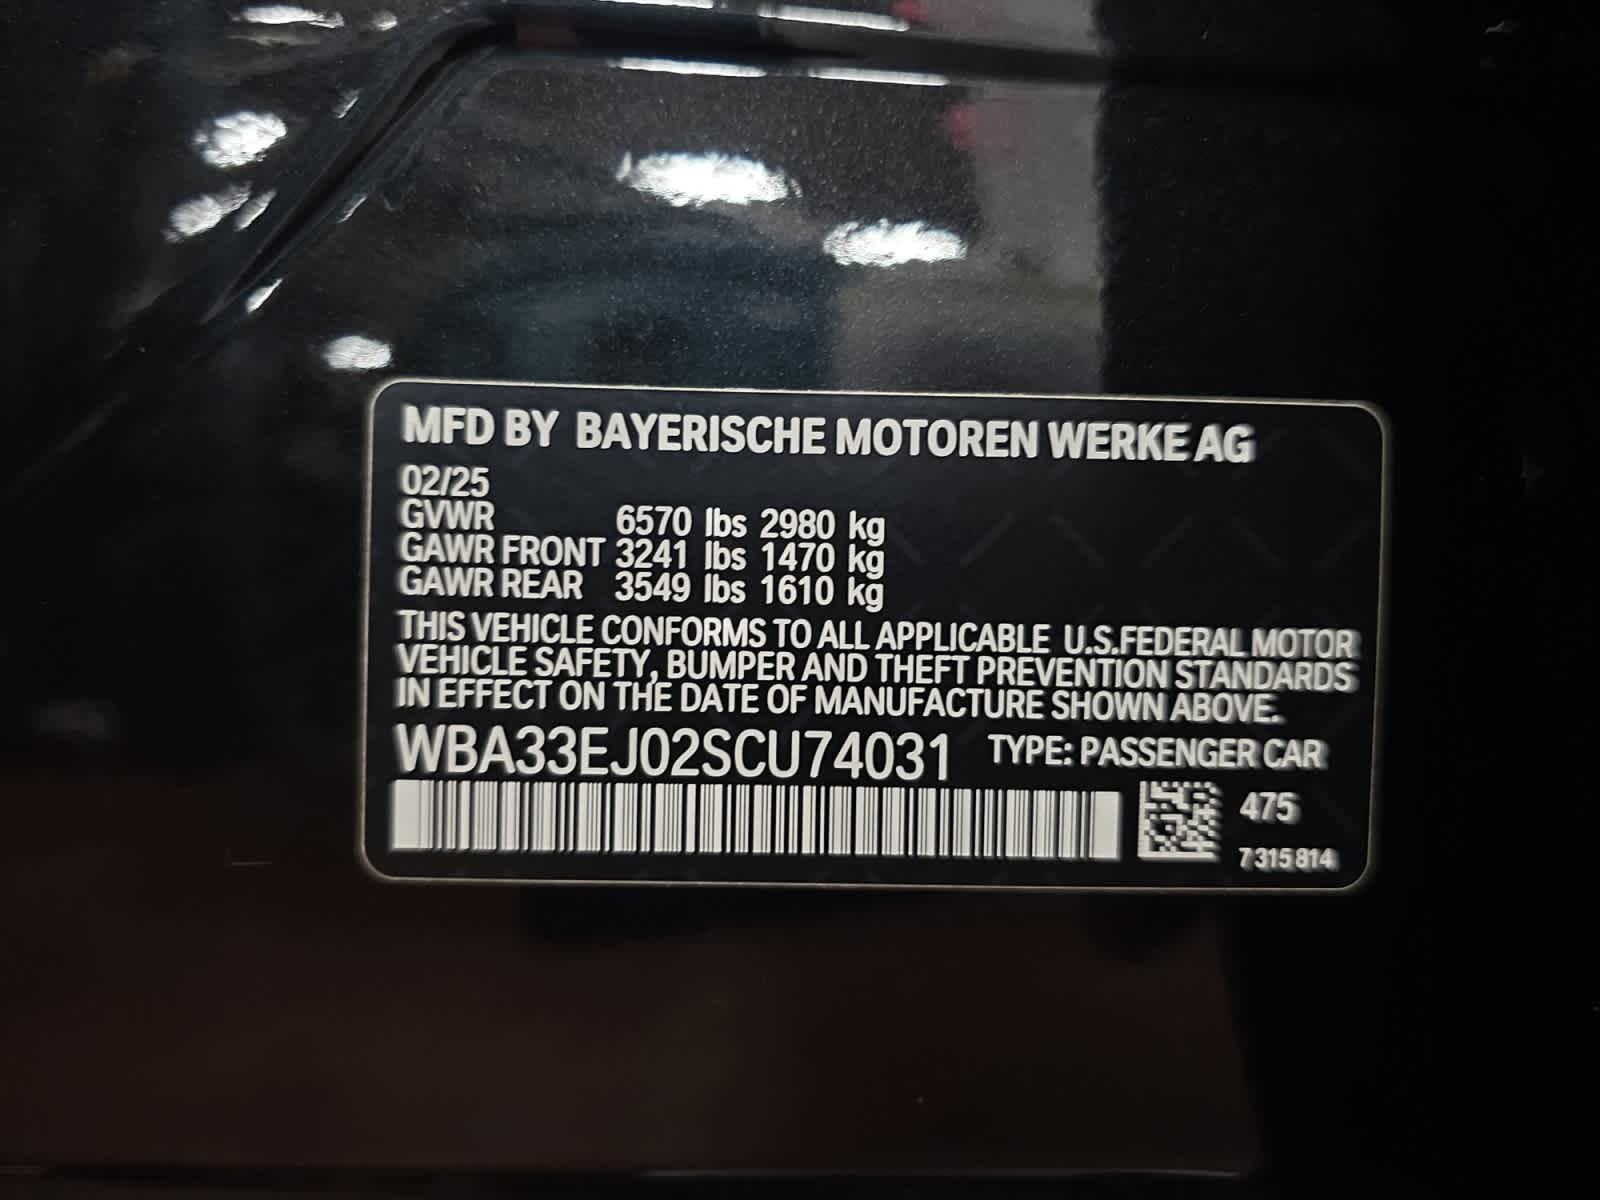 MFD BY BAYERISCHE MOTOREN WERKE AG
02/25
GVWR 6570 lbs 2980 kg
GAWR FRONT 3241 lbs 1470 kg
GAWR REAR 3549 lbs 1610 kg
THIS VEHICLE CONFORMS TO ALL APPLICABLE U.S.FEDERAL MOTOR
VEHICLE SAFETY, BUMPER AND THEFT PREVENTION STANDARDS
IN EFFECT ON THE DATE OF MANUFACTURE SHOWN ABOVE.
WBA33EJ02SCU74031 TYPE: PASSENGER CAR
475
7 315 814